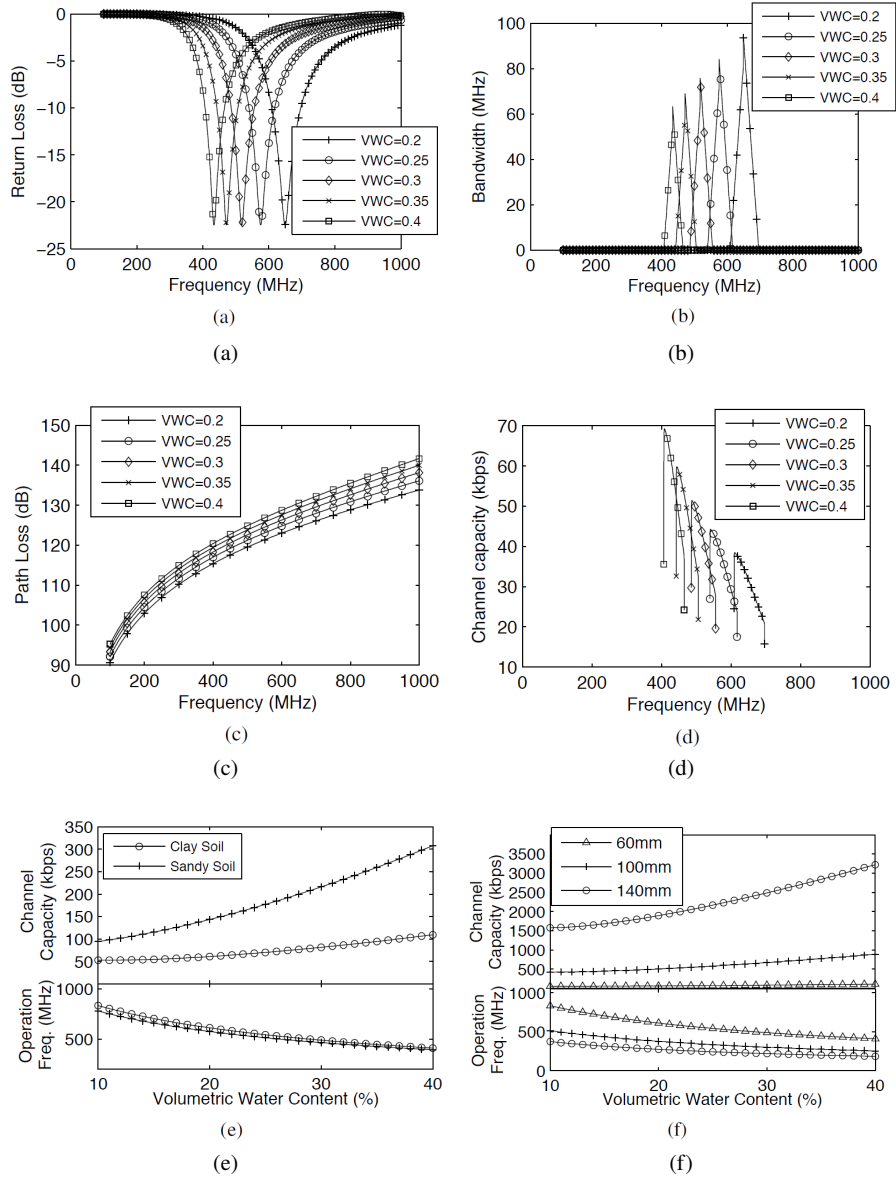 0
−5
−10
−15
−20
−25
Return Loss (dB)
0 200 400 600 800 1000
Frequency (MHz)
VWC=0.2
VWC=0.25
VWC=0.3
VWC=0.35
VWC=0.4
(a)
(a)
100
80
60
40
20
0
Bandwidth (MHz)
0 200 400 600 800 1000
Frequency (MHz)
VWC=0.2
VWC=0.25
VWC=0.3
VWC=0.35
VWC=0.4
(b)
(b)
150
140
130
120
110
100
90
Path Loss (dB)
0 200 400 600 800 1000
Frequency (MHz)
VWC=0.2
VWC=0.25
VWC=0.3
VWC=0.35
VWC=0.4
(c)
(c)
70
60
50
40
30
20
10
Channel capacity (kbps)
0 200 400 600 800 1000
Frequency (MHz)
VWC=0.2
VWC=0.25
VWC=0.3
VWC=0.35
VWC=0.4
(d)
(d)
350
300
250
200
150
100
50
Channel
Capacity (kbps)
Clay Soil
Sandy Soil
1000
500
Operation
Freq. (MHz)
10 20 30 40
Volumetric Water Content (%)
(e)
(e)
3500
3000
2500
2000
1500
1000
500
Channel
Capacity (kbps)
60mm
100mm
140mm
1000
500
0
Operation
Freq. (MHz)
10 20 30 40
Volumetric Water Content (%)
(f)
(f)